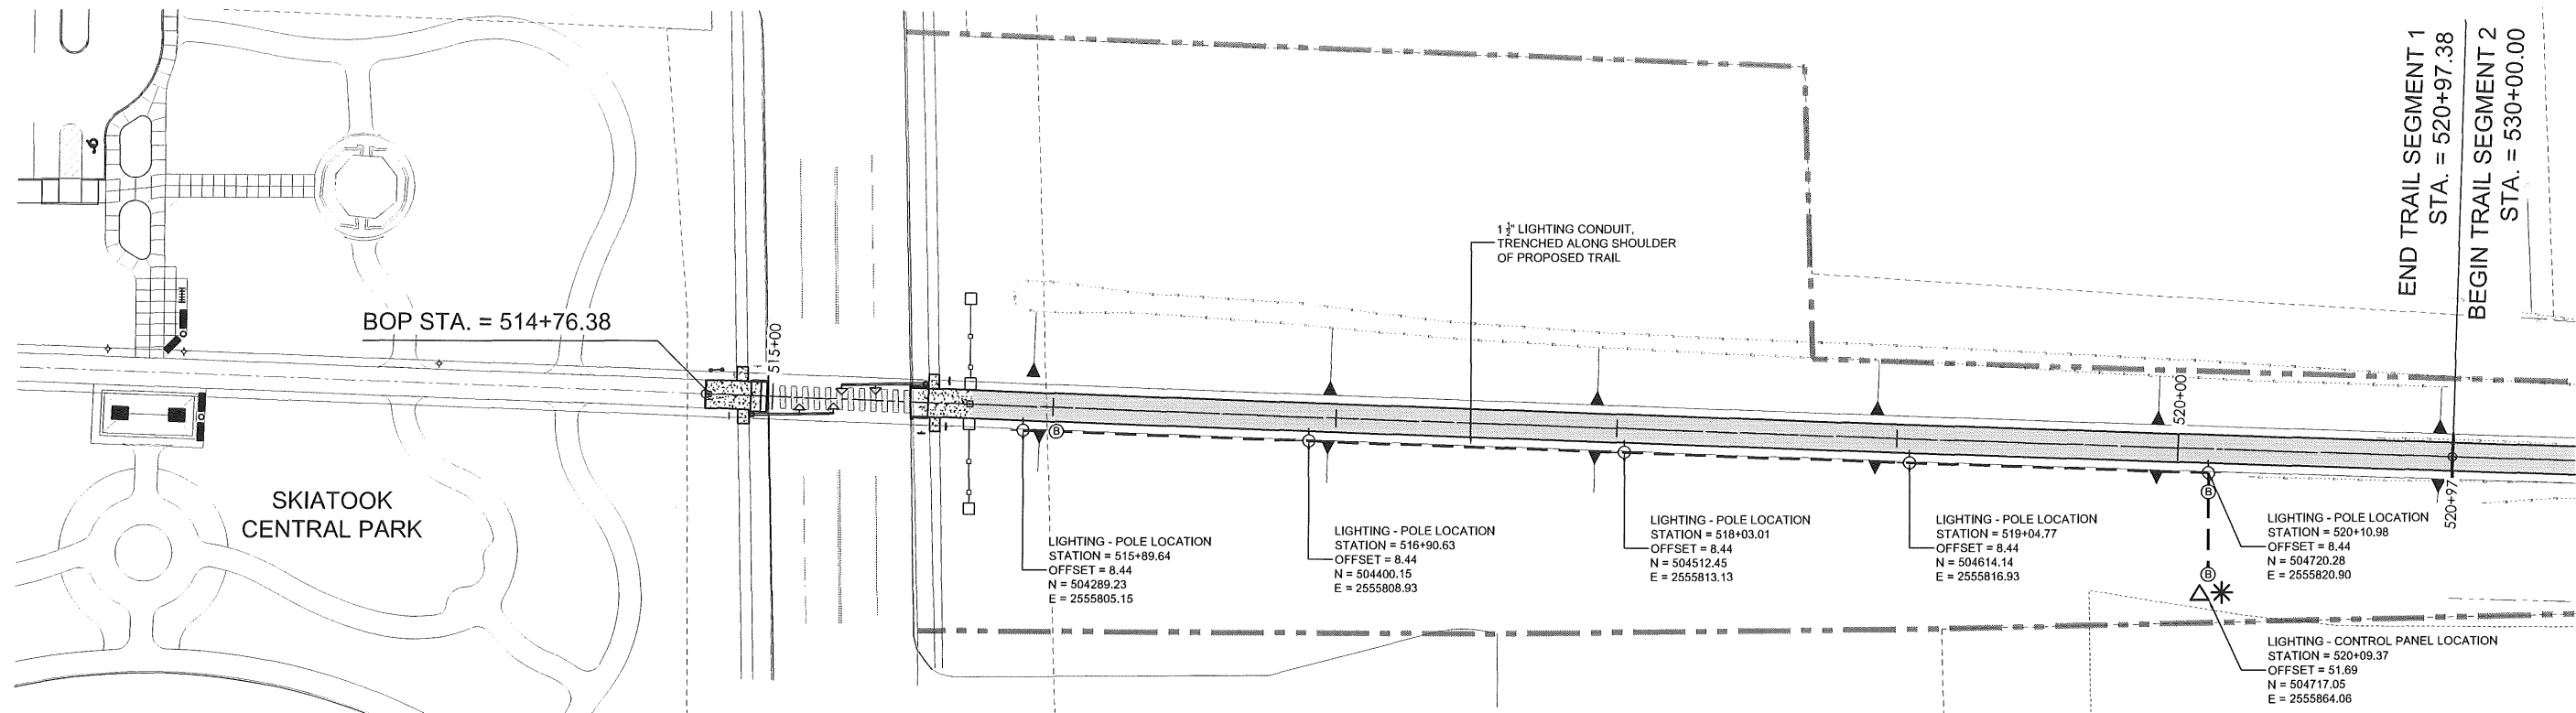 BOP STA. = 514+76.38
515+00
SKIATOOK
CENTRAL PARK
1 1/2" LIGHTING CONDUIT,
TRENCHED ALONG SHOULDER
OF PROPOSED TRAIL
END TRAIL SEGMENT 1
STA. = 520+97.38
BEGIN TRAIL SEGMENT 2
STA. = 530+00.00
520+00
520+97
B
B
B
LIGHTING - POLE LOCATION
STATION = 515+89.64
OFFSET = 8.44
N = 504289.23
E = 2555805.15
LIGHTING - POLE LOCATION
STATION = 516+90.63
OFFSET = 8.44
N = 504400.15
E = 2555808.93
LIGHTING - POLE LOCATION
STATION = 518+03.01
OFFSET = 8.44
N = 504512.45
E = 2555813.13
LIGHTING - POLE LOCATION
STATION = 519+04.77
OFFSET = 8.44
N = 504614.14
E = 2555816.93
LIGHTING - POLE LOCATION
STATION = 520+10.98
OFFSET = 8.44
N = 504720.28
E = 2555820.90
LIGHTING - CONTROL PANEL LOCATION
STATION = 520+09.37
OFFSET = 51.69
N = 504717.05
E = 2555864.06